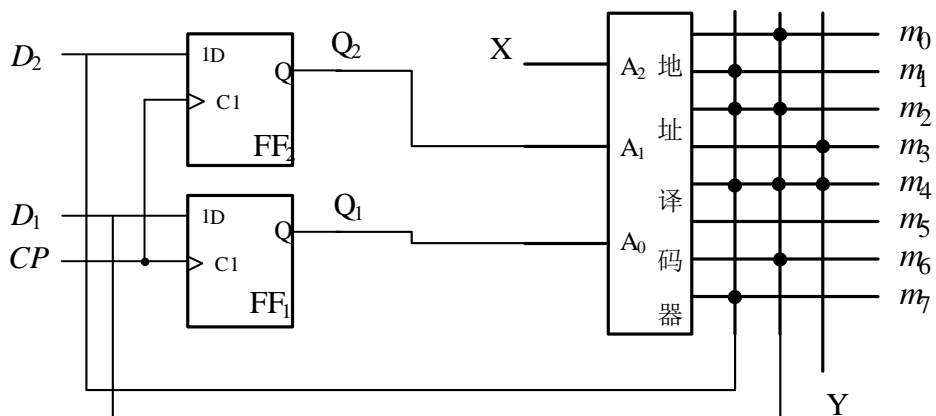 D₂
1D
Q
C1
FF₂
Q₂
D₁
CP
1D
Q
C1
FF₁
Q₁
X
A₂
A₁
A₀
地
址
译
码
器
m₀
m₁
m₂
m₃
m₄
m₅
m₆
m₇
Y